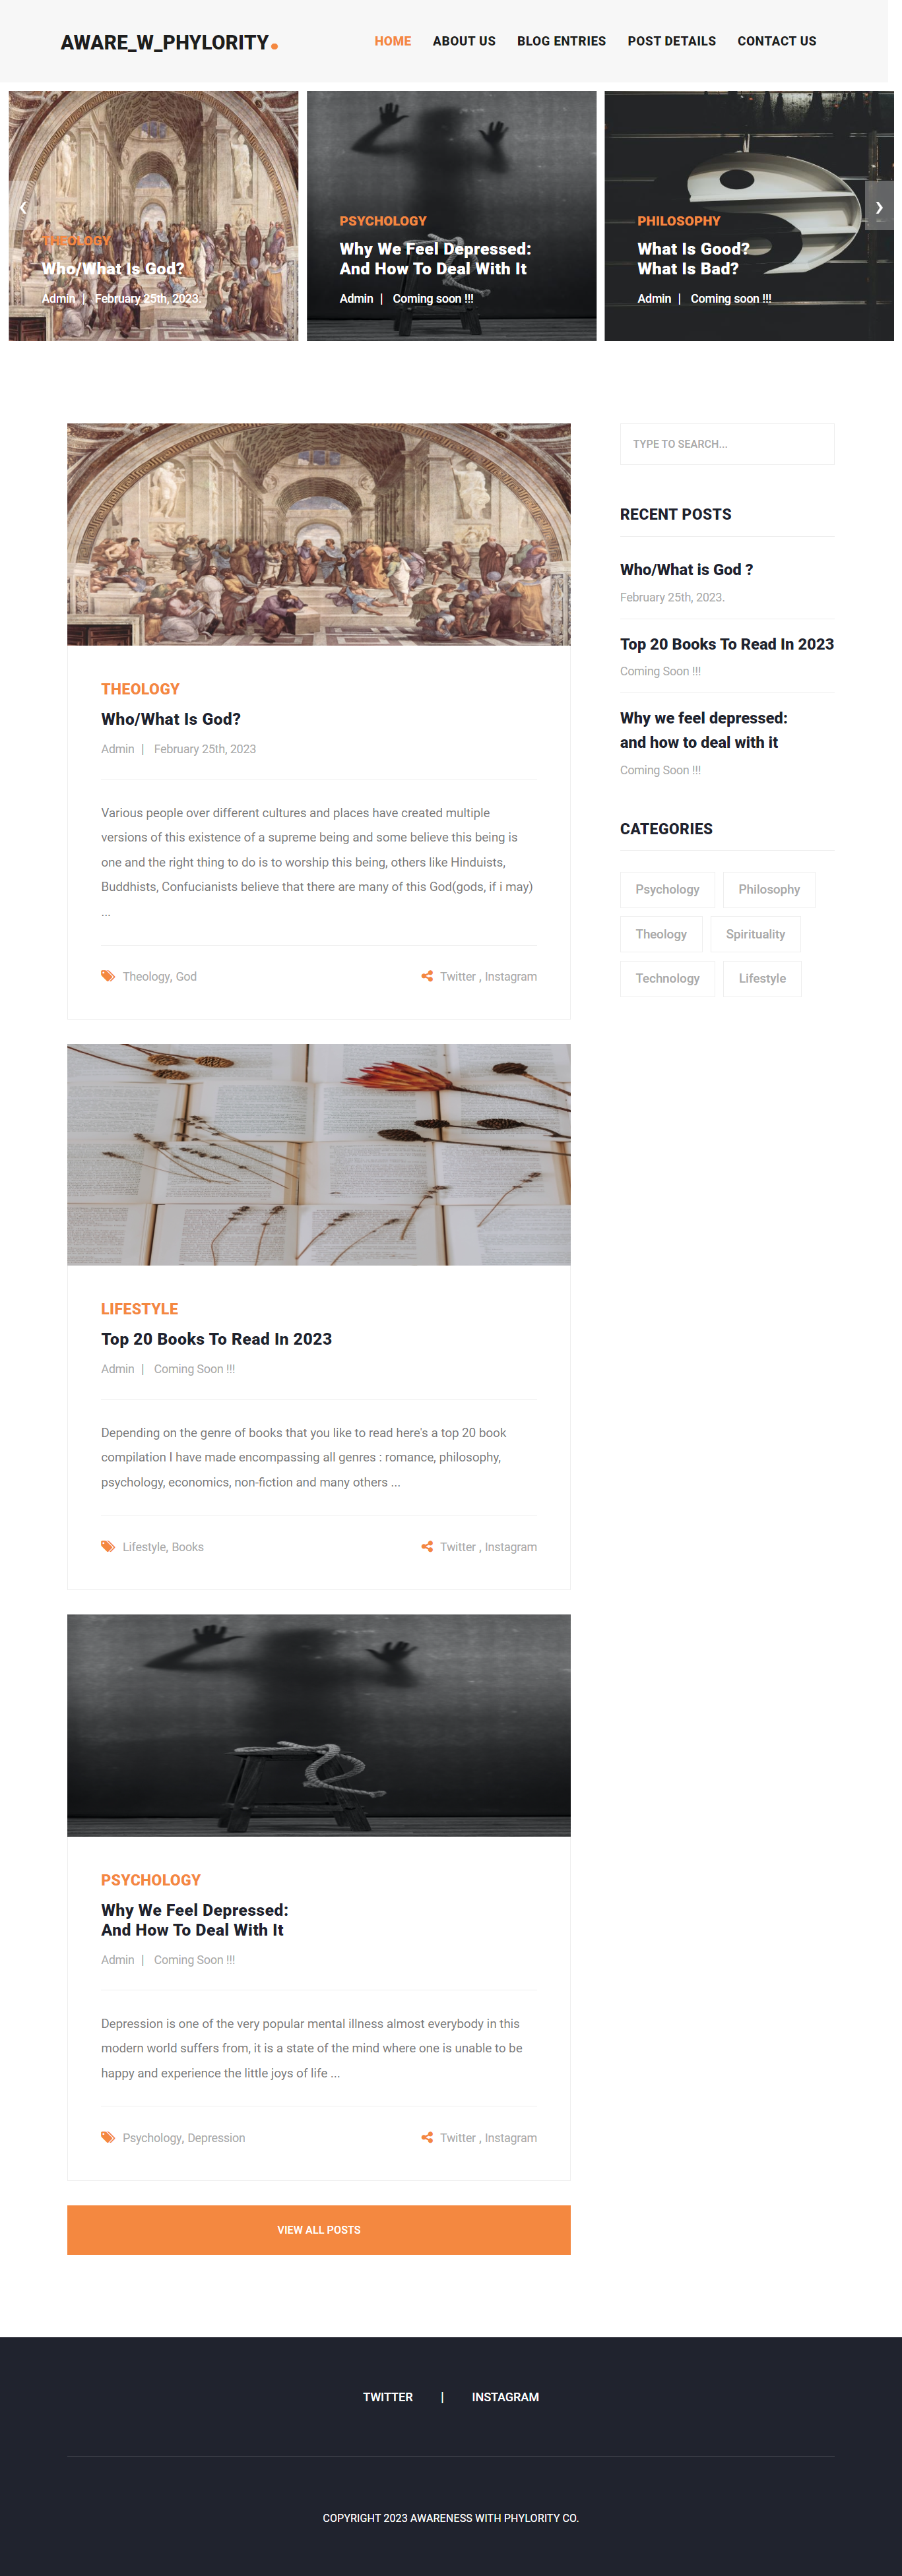 AWARE_W_PHYLORITY.
HOME ABOUT US BLOG ENTRIES POST DETAILS CONTACT US
THEOLOGY
Who/What Is God?
Admin | February 25th, 2023.
PSYCHOLOGY
Why We Feel Depressed:
And How To Deal With It
Admin | Coming soon !!!
PHILOSOPHY
What Is Good?
What Is Bad?
Admin | Coming soon !!!
THEOLOGY
Who/What Is God?
Admin | February 25th, 2023
Various people over different cultures and places have created multiple
versions of this existence of a supreme being and some believe this being is
one and the right thing to do is to worship this being, others like Hinduists,
Buddhists, Confucianists believe that there are many of this God(gods, if i may)
...
Theology, God
Twitter , Instagram
LIFESTYLE
Top 20 Books To Read In 2023
Admin | Coming Soon !!!
Depending on the genre of books that you like to read here's a top 20 book
compilation I have made encompassing all genres : romance, philosophy,
psychology, economics, non-fiction and many others ...
Lifestyle, Books
Twitter , Instagram
PSYCHOLOGY
Why We Feel Depressed:
And How To Deal With It
Admin | Coming Soon !!!
Depression is one of the very popular mental illness almost everybody in this
modern world suffers from, it is a state of the mind where one is unable to be
happy and experience the little joys of life ...
Psychology, Depression
Twitter , Instagram
VIEW ALL POSTS
TYPE TO SEARCH...
RECENT POSTS
Who/What is God ?
February 25th, 2023.
Top 20 Books To Read In 2023
Coming Soon !!!
Why we feel depressed:
and how to deal with it
Coming Soon !!!
CATEGORIES
Psychology Philosophy
Theology Spirituality
Technology Lifestyle
TWITTER | INSTAGRAM
COPYRIGHT 2023 AWARENESS WITH PHYLORITY CO.